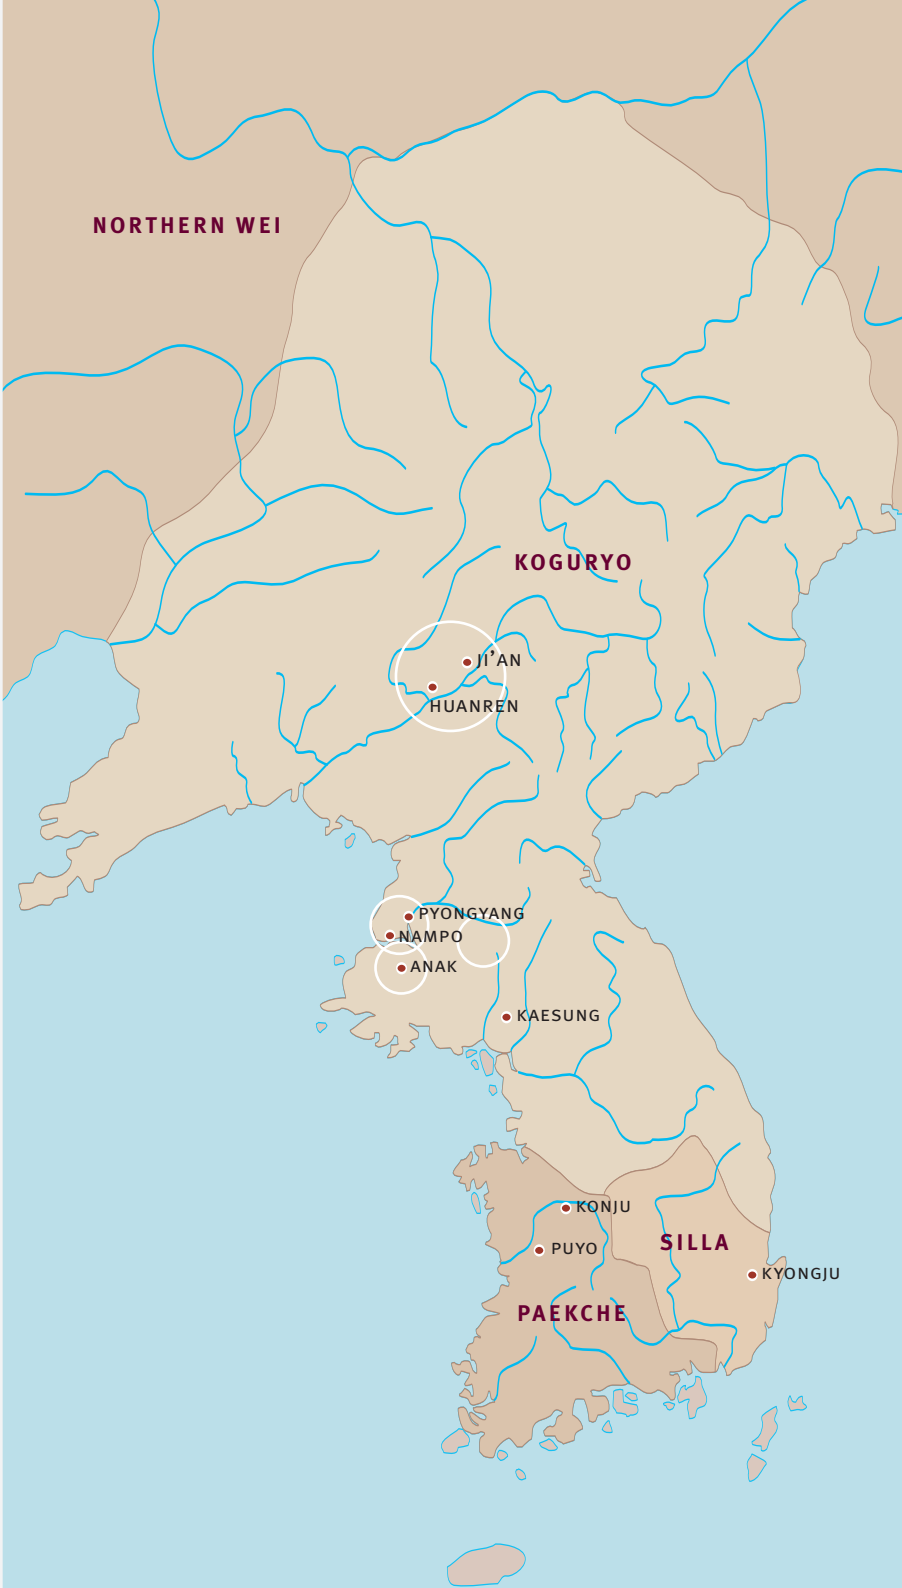 NORTHERN WEI
KOGURYO
JI'AN
HUANREN
PYONGYANG
NAMPO
ANAK
KAESUNG
KONJU
SILLA
PUYO
KYONGJU
PAEKCHE